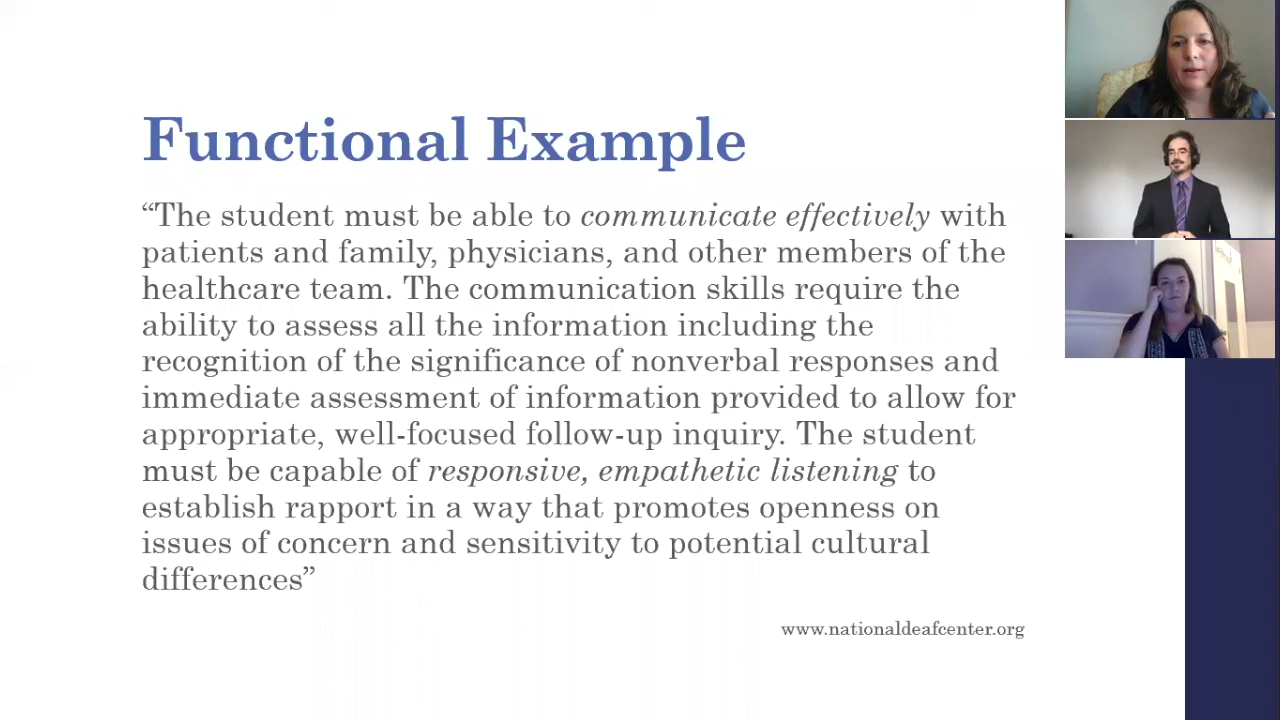 Functional Example
“The student must be able to communicate effectively with
patients and family, physicians, and other members of the
healthcare team. The communication skills require the
ability to assess all the information including the
recognition of the significance of nonverbal responses and
immediate assessment of information provided to allow for
appropriate, well-focused follow-up inquiry. The student
must be capable of responsive, empathetic listening to
establish rapport in a way that promotes openness on
issues of concern and sensitivity to potential cultural
differences”
www.nationaldeafcenter.org